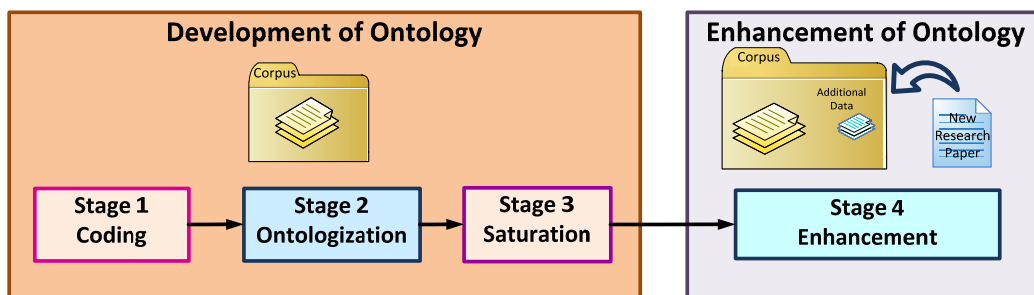 Development of Ontology
Corpus
Stage 1
Coding
Stage 2
Ontologization
Stage 3
Saturation
Enhancement of Ontology
Corpus
Additional
Data
New
Research
Paper
Stage 4
Enhancement